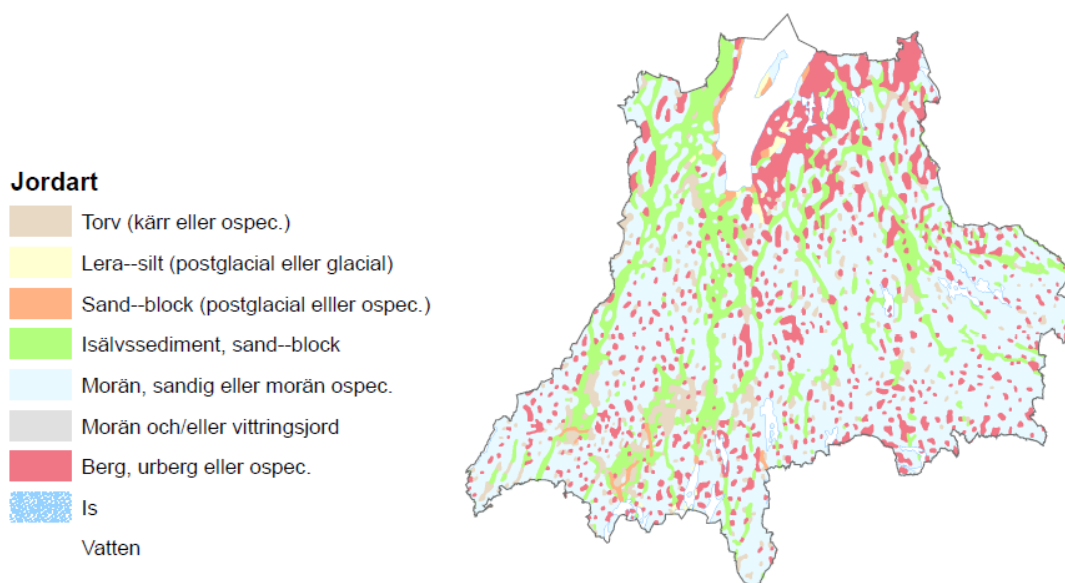 Jordart
Torv (kärr eller ospec.)
Lera--silt (postglacial eller glacial)
Sand--block (postglacial elller ospec.)
Isälvssediment, sand--block
Morän, sandig eller morän ospec.
Morän och/eller vittringsjord
Berg, urberg eller ospec.
Is
Vatten